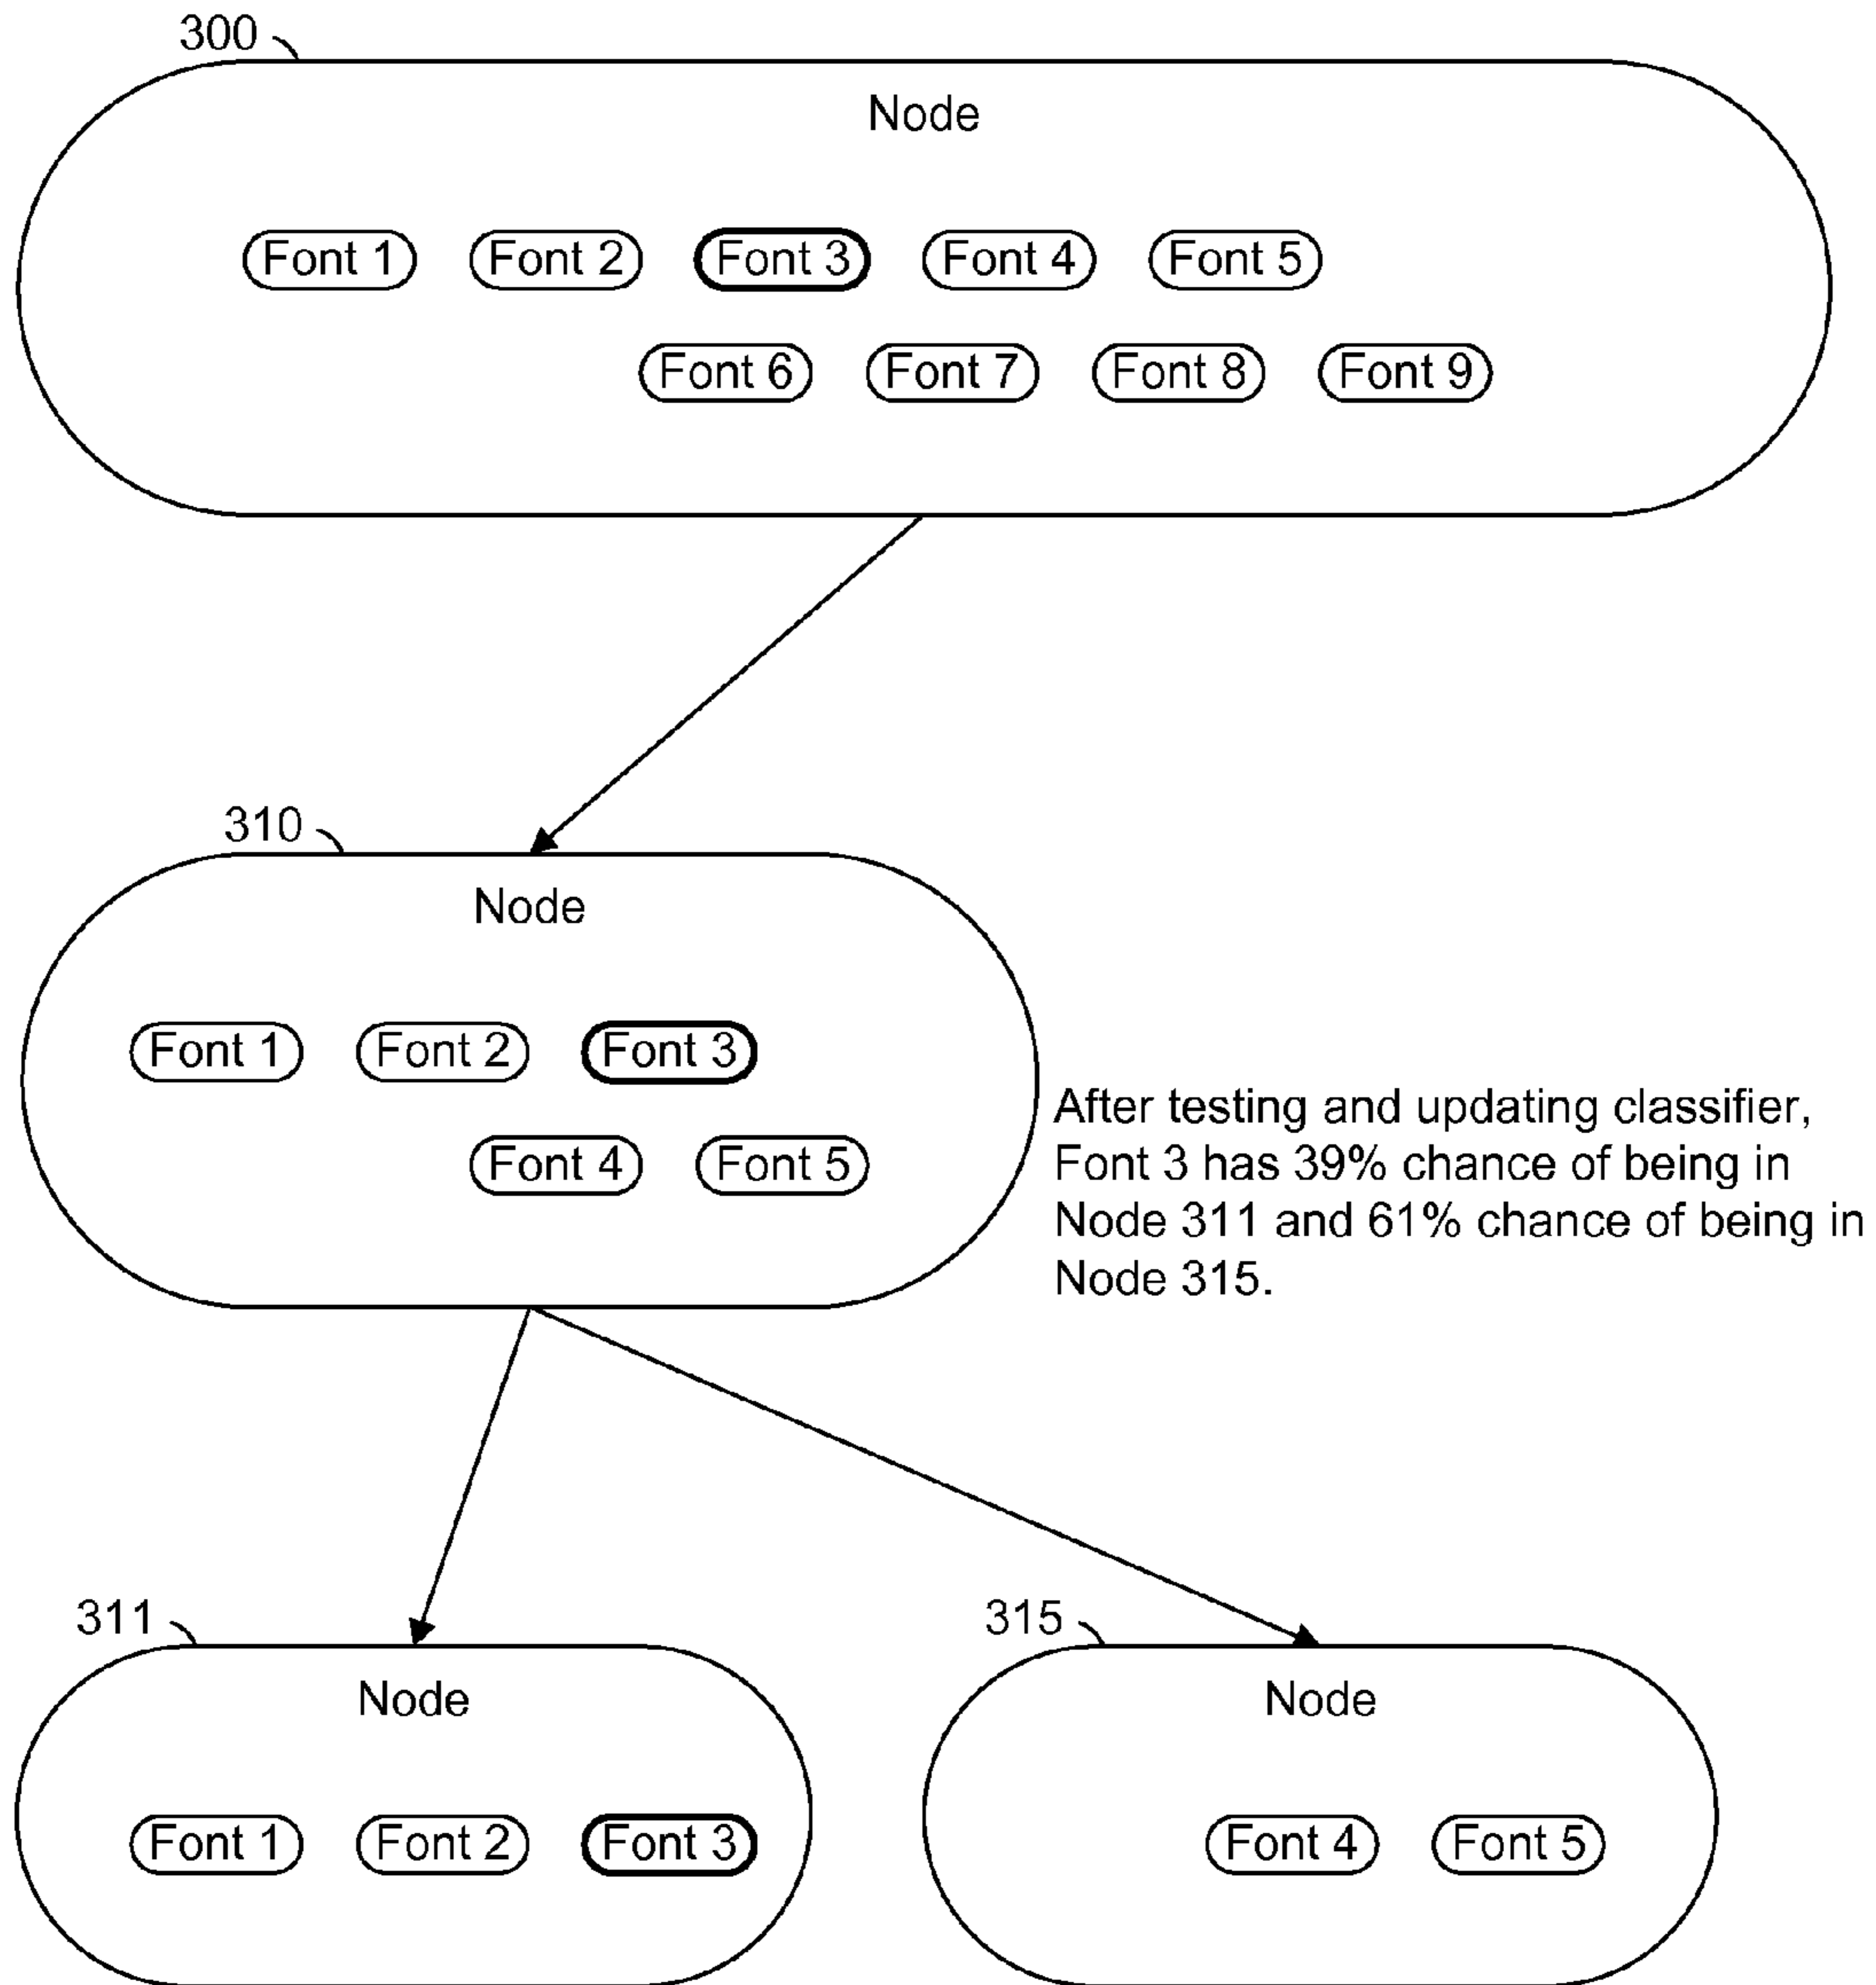 300
Node
Font 1 Font 2 Font 3 Font 4 Font 5
Font 6 Font 7 Font 8 Font 9
310
Node
Font 1 Font 2 Font 3
Font 4 Font 5
After testing and updating classifier,
Font 3 has 39% chance of being in
Node 311 and 61% chance of being in
Node 315.
311
Node
Font 1 Font 2 Font 3
315
Node
Font 4 Font 5